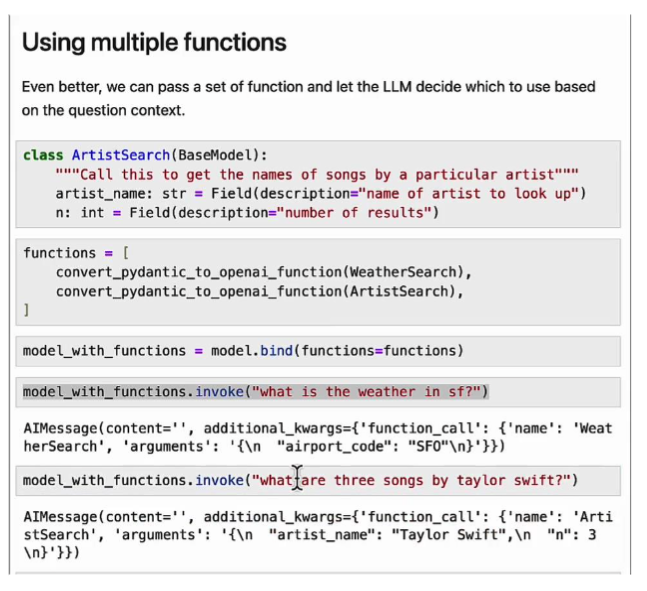 Using multiple functions
Even better, we can pass a set of function and let the LLM decide which to use based
on the question context.
class ArtistSearch(BaseModel):
    """Call this to get the names of songs by a particular artist"""
    artist_name: str = Field(description="name of artist to look up")
    n: int = Field(description="number of results")
functions = [
    convert_pydantic_to_openai_function(WeatherSearch),
    convert_pydantic_to_openai_function(ArtistSearch),
]
model_with_functions = model.bind(functions=functions)
model_with_functions.invoke("what is the weather in sf?")
AIMessage(content='', additional_kwargs={'function_call': {'name': 'Weat
herSearch', 'arguments': '{\n  "airport_code": "SFO"\n}'}})
model_with_functions.invoke("what are three songs by taylor swift?")
AIMessage(content='', additional_kwargs={'function_call': {'name': 'Arti
stSearch', 'arguments': '{\n  "artist_name": "Taylor Swift",\n  "n": 3
\n}'}})